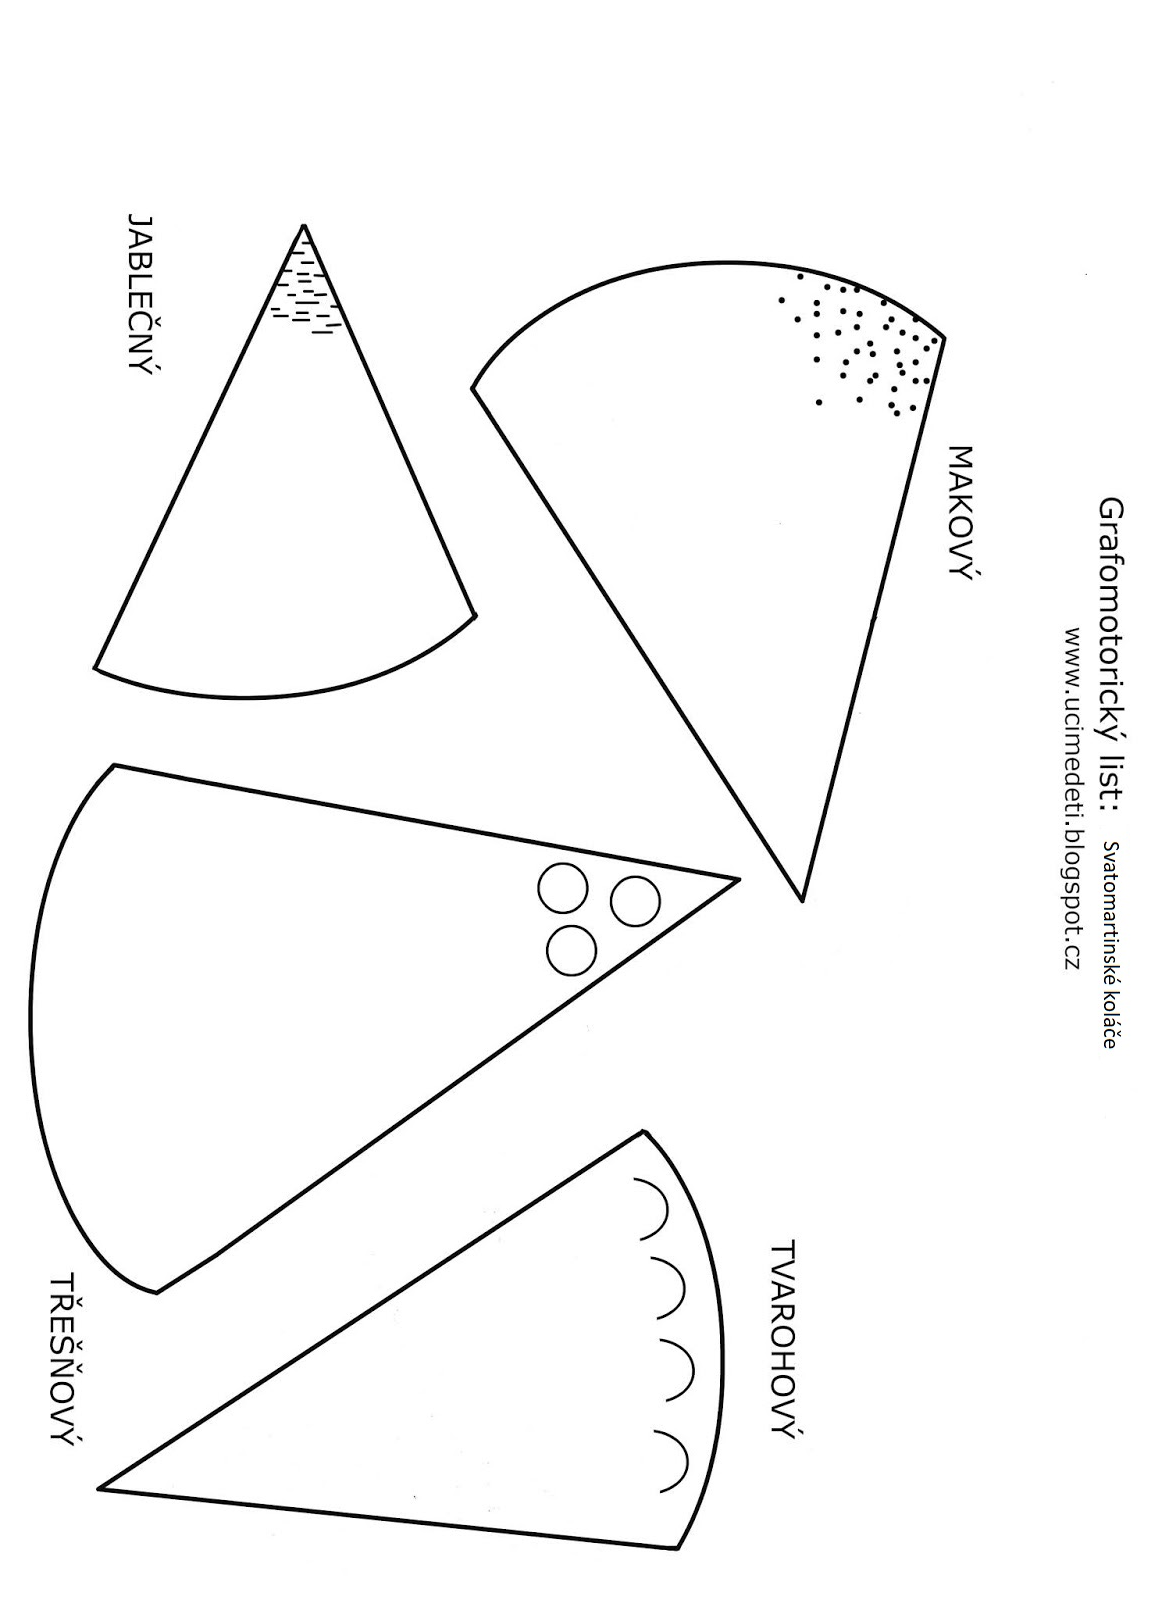 Grafomotorický list: Svatomartinské koláče
www.ucimedeti.blogspot.cz
MAKOVÝ
TVAROHOVÝ
JABLEČNÝ
TŘEŠŇOVÝ